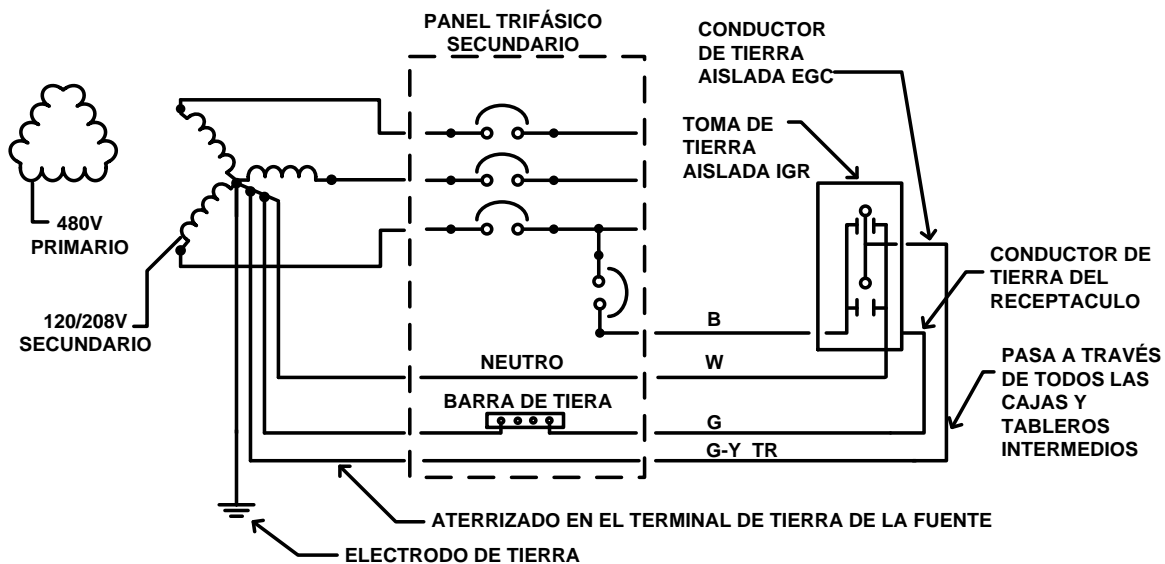 PANEL TRIFÁSICO
SECUNDARIO
CONDUCTOR
DE TIERRA
AISLADA EGC
TOMA DE
TIERRA
AISLADA IGR
480V
PRIMARIO
120/208V
SECUNDARIO
CONDUCTOR DE
TIERRA DEL
RECEPTACULO
B
NEUTRO
W
PASA A TRAVÉS
DE TODOS LAS
CAJAS Y
TABLEROS
INTERMEDIOS
BARRA DE TIERA
G
G-Y TR
ATERRIZADO EN EL TERMINAL DE TIERRA DE LA FUENTE
ELECTRODO DE TIERRA